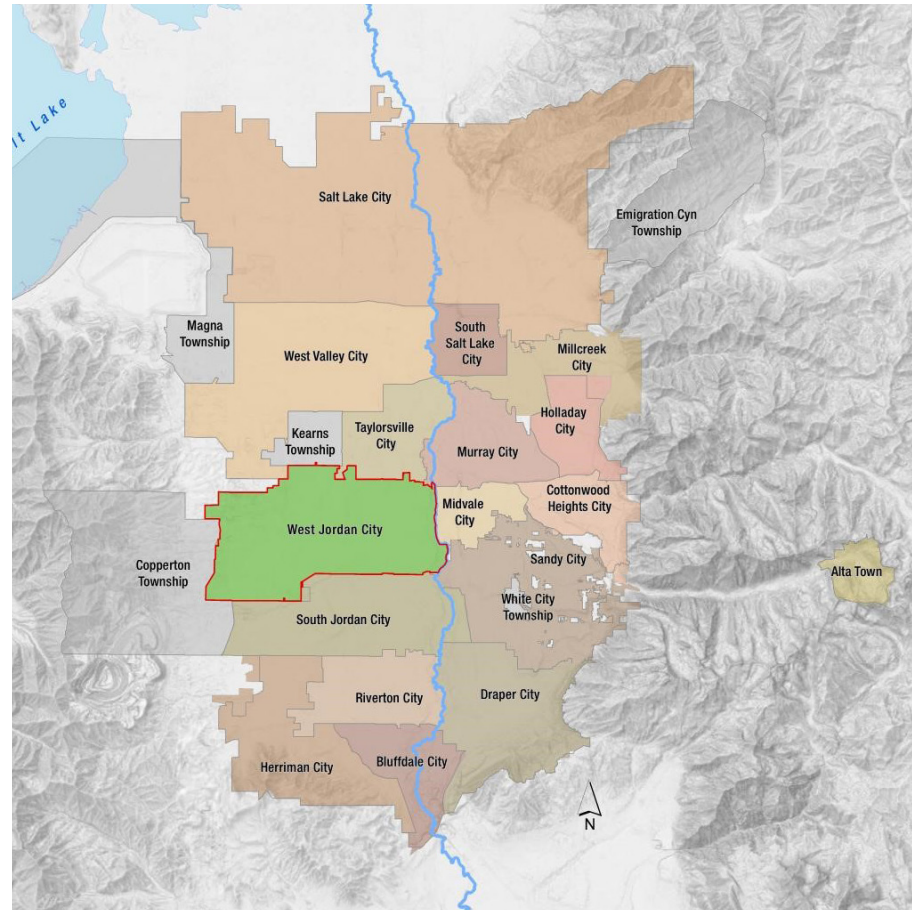 lt Lake
Salt Lake City
Emigration Cyn
Township
Magna
Township
West Valley City
South
Salt Lake
City
Millcreek
City
Holladay
City
Kearns
Township
Taylorsville
City
Murray City
Cottonwood
Heights City
Midvale
City
West Jordan City
Sandy City
Copperton
Township
Alta Town
White City
Township
South Jordan City
Riverton City
Draper City
Herriman City
Bluffdale City
N